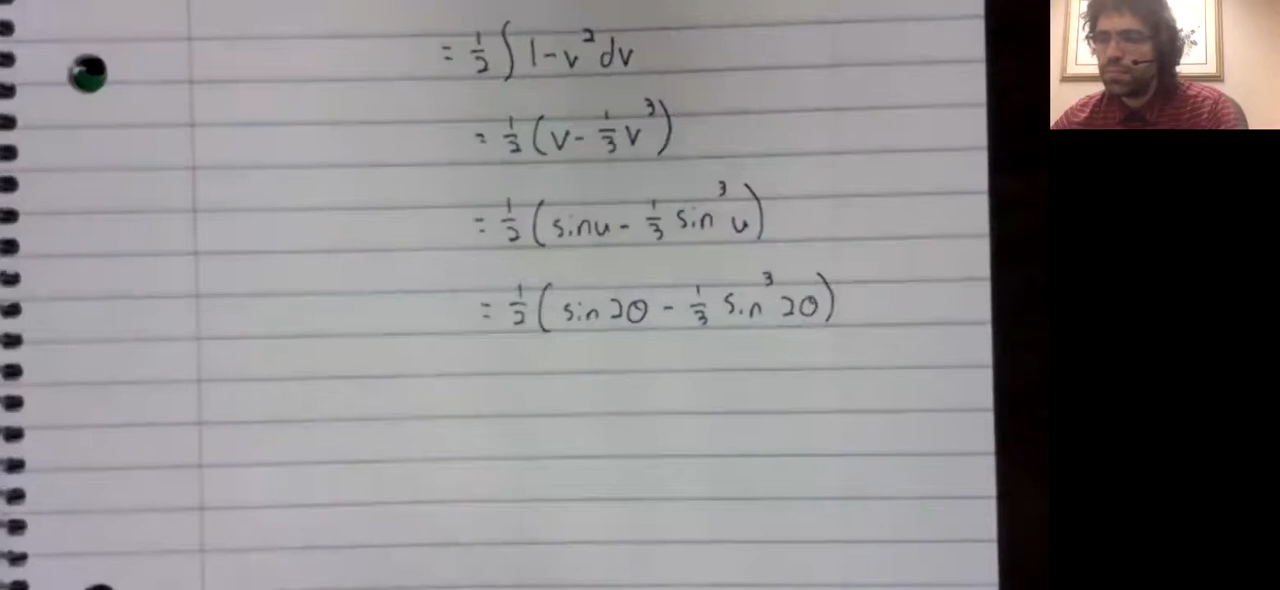 = 1/2 ∫ 1-v² dv
= 1/2 (v - 1/3 v³)
= 1/2 (sin u - 1/3 sin³ u)
= 1/2 (sin 2θ - 1/3 sin³ 2θ)